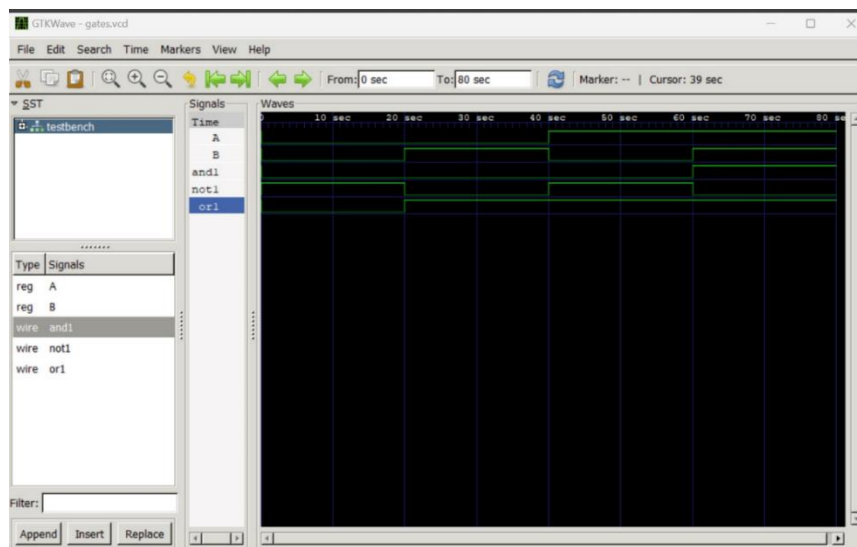 GTKWave - gates.vcd
File Edit Search Time Markers View Help
From: 0 sec To: 80 sec Marker: -- | Cursor: 39 sec
SST
testbench
Type Signals
reg A
reg B
wire and1
wire not1
wire or1
Filter:
Append Insert Replace
Signals
Time
A
B
and1
not1
or1
Waves
10 sec 20 sec 30 sec 40 sec 50 sec 60 sec 70 sec 80 se